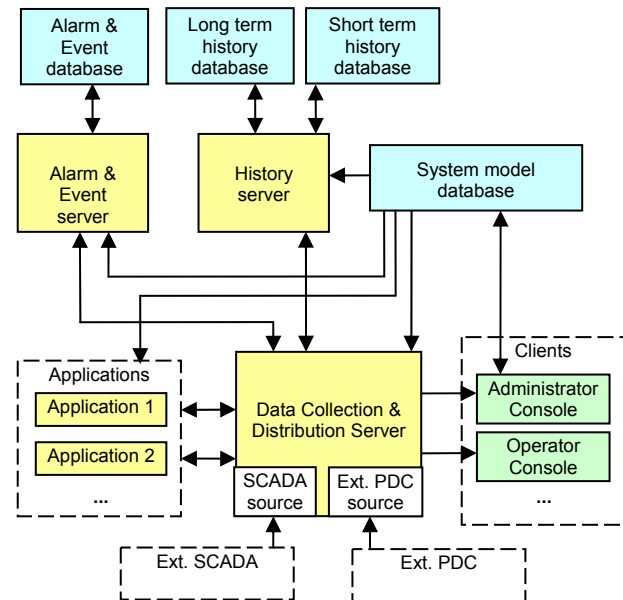 Alarm &
Event
database
Long term
history
database
Short term
history
database
Alarm &
Event
server
History
server
System model
database
Applications
Application 1
Application 2
...
Data Collection &
Distribution Server
SCADA
source
Ext. PDC
source
Clients
Administrator
Console
Operator
Console
...
Ext. SCADA
Ext. PDC